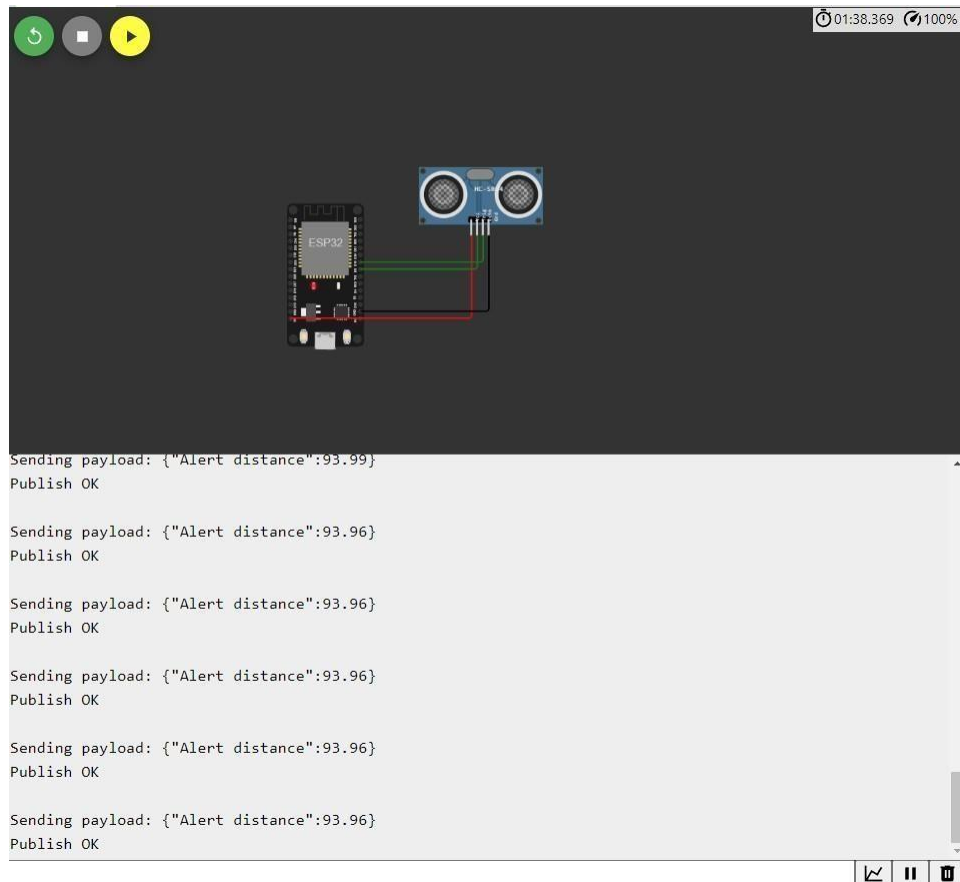 01:38.369 100%
HC-SR04
ESP32
Sending payload: {"Alert distance":93.99}
Publish OK
Sending payload: {"Alert distance":93.96}
Publish OK
Sending payload: {"Alert distance":93.96}
Publish OK
Sending payload: {"Alert distance":93.96}
Publish OK
Sending payload: {"Alert distance":93.96}
Publish OK
Sending payload: {"Alert distance":93.96}
Publish OK